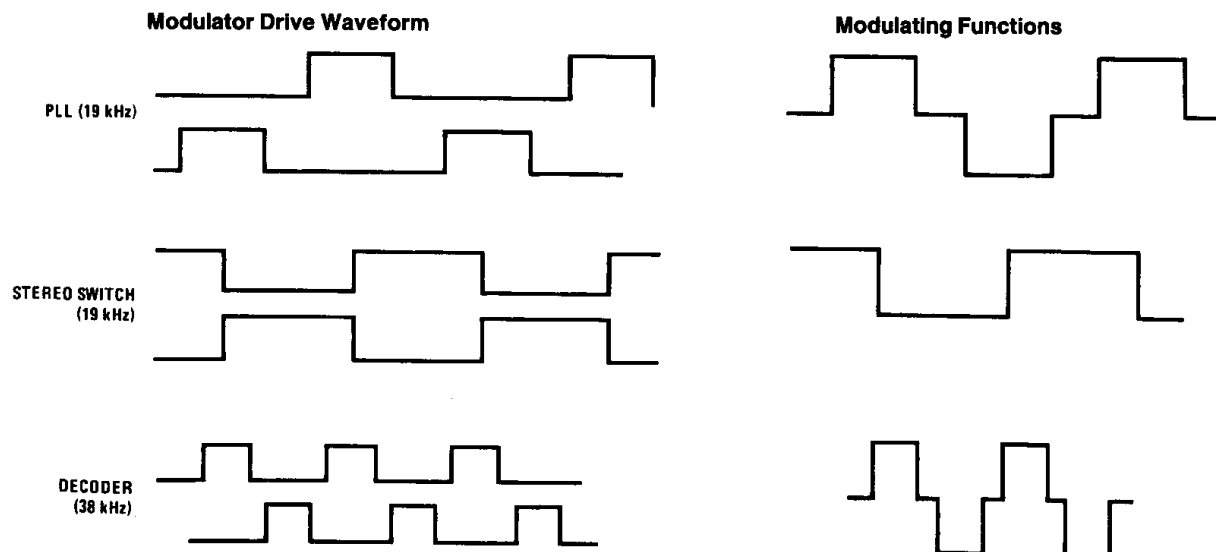 Modulator Drive Waveform
Modulating Functions
PLL (19 kHz)
STEREO SWITCH
(19 kHz)
DECODER
(38 kHz)